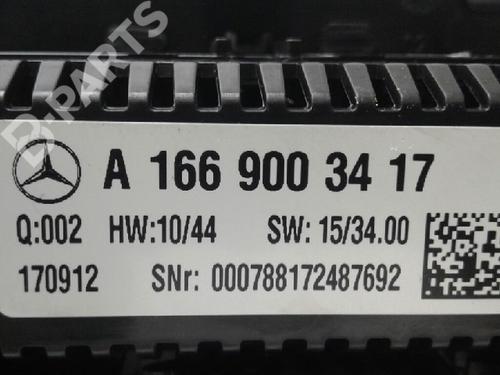 B-PARTS
A 166 900 34 17
Q:002 HW:10/44 SW: 15/34.00
170912 SNr: 000788172487692